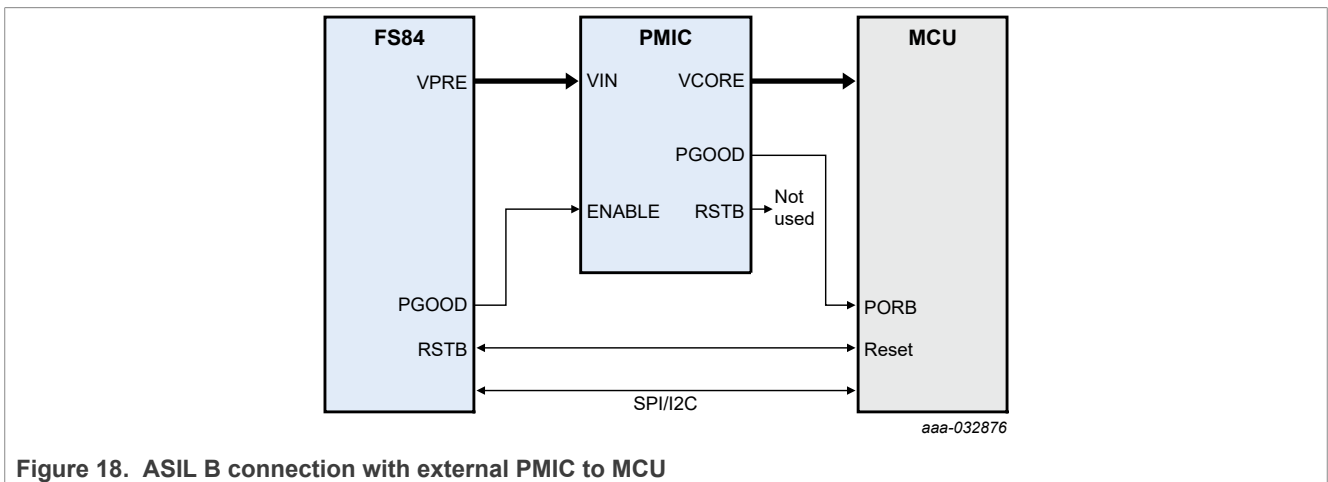 FS84
PMIC
MCU
VPRE
VIN
VCORE
PGOOD
ENABLE
RSTB
Not
used
PGOOD
PORB
RSTB
Reset
SPI/I2C
aaa-032876
Figure 18. ASIL B connection with external PMIC to MCU